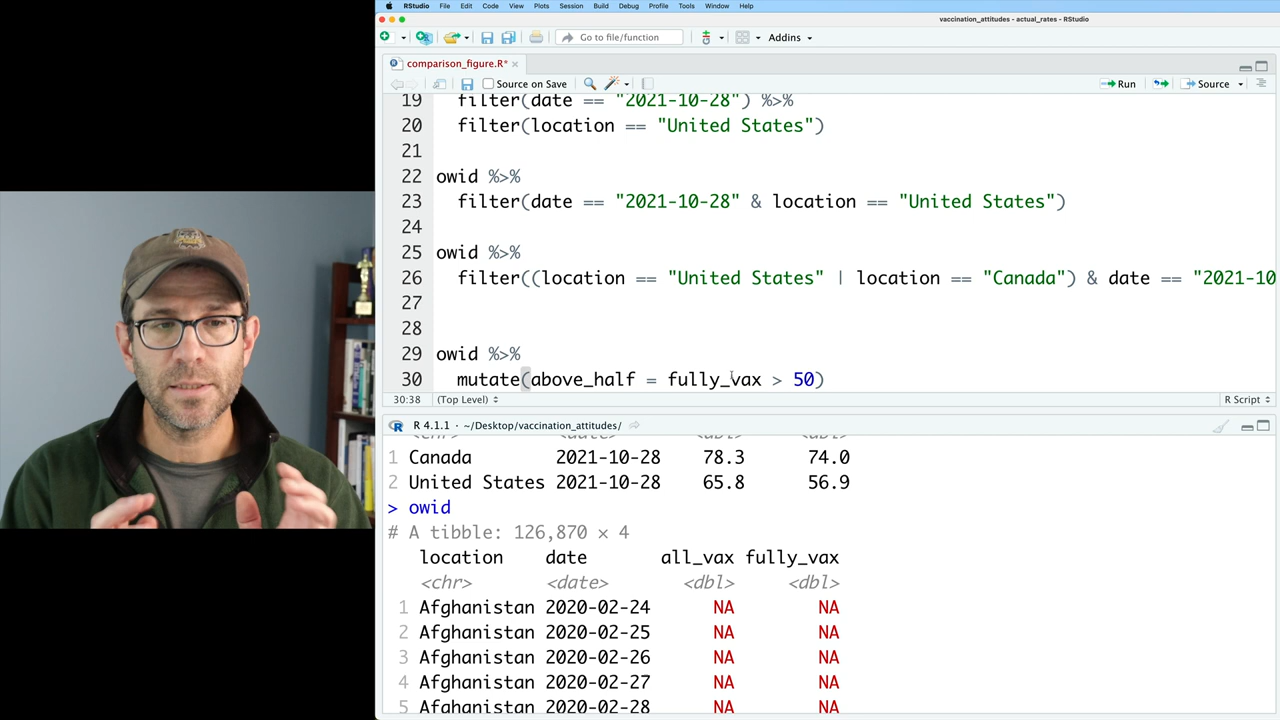 RStudio File Edit Code View Plots Session Build Debug Profile Tools Window Help
vaccination_attitudes - actual_rates - RStudio
Go to file/function Addins
comparison_figure.R*
Source on Save Run Source
19 filter(date == "2021-10-28") %>%
20 filter(location == "United States")
21
22 owid %>%
23 filter(date == "2021-10-28" & location == "United States")
24
25 owid %>%
26 filter((location == "United States" | location == "Canada") & date == "2021-10
27
28
29 owid %>%
30 mutate(above_half = fully_vax > 50)
30:38 (Top Level) R Script
R 4.1.1 · ~/Desktop/vaccination_attitudes/
<chr> <date> <dbl> <dbl>
1 Canada 2021-10-28 78.3 74.0
2 United States 2021-10-28 65.8 56.9
> owid
# A tibble: 126,870 × 4
location date all_vax fully_vax
<chr> <date> <dbl> <dbl>
1 Afghanistan 2020-02-24 NA NA
2 Afghanistan 2020-02-25 NA NA
3 Afghanistan 2020-02-26 NA NA
4 Afghanistan 2020-02-27 NA NA
5 Afghanistan 2020-02-28 NA NA